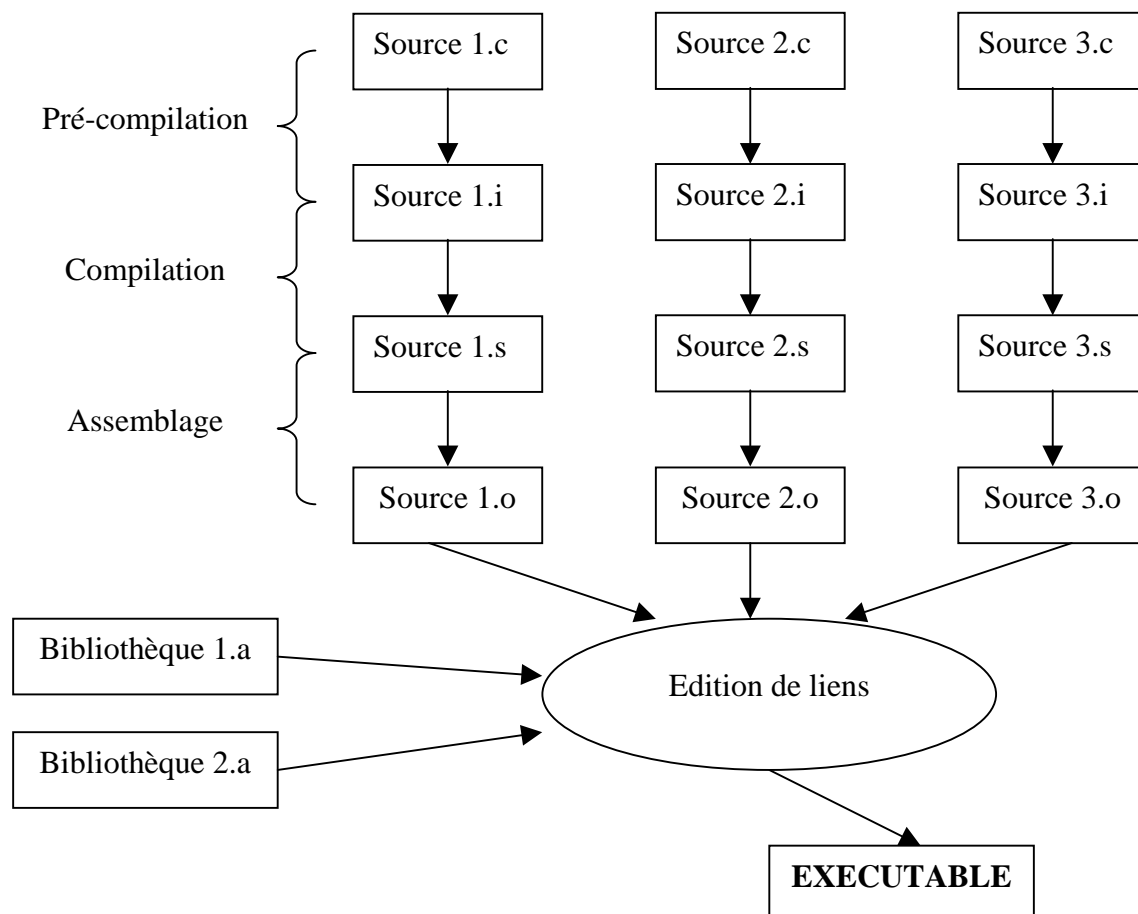 Source 1.c
Source 2.c
Source 3.c
Pré-compilation
Source 1.i
Source 2.i
Source 3.i
Compilation
Source 1.s
Source 2.s
Source 3.s
Assemblage
Source 1.o
Source 2.o
Source 3.o
Bibliothèque 1.a
Edition de liens
Bibliothèque 2.a
EXECUTABLE